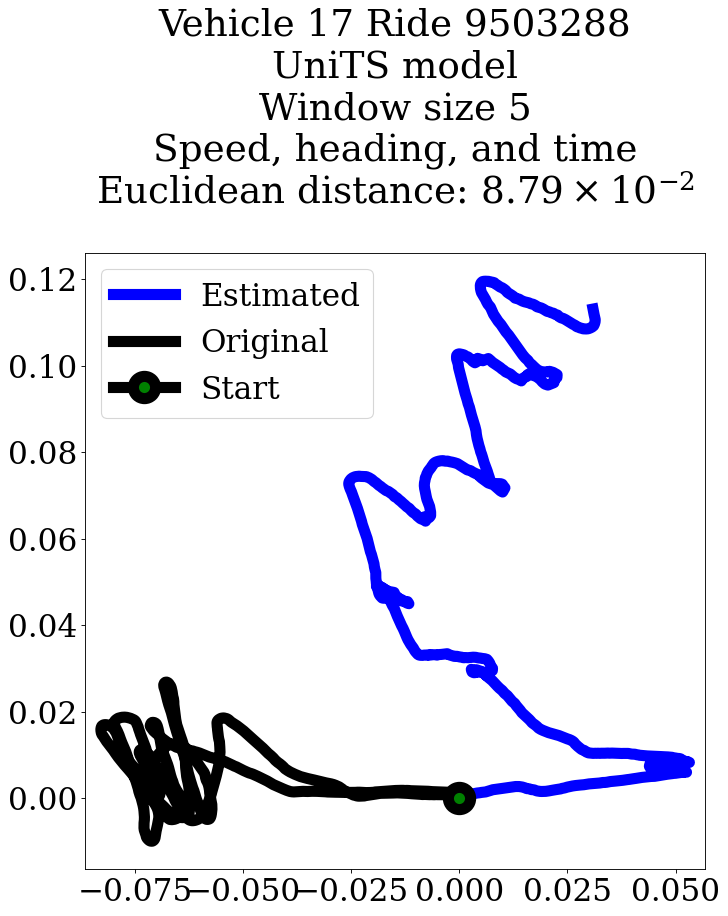 Vehicle 17 Ride 9503288
UniTS model
Window size 5
Speed, heading, and time
Euclidean distance: 8.79 × 10⁻²
Estimated
Original
Start
0.12
0.10
0.08
0.06
0.04
0.02
0.00
−0.075 −0.050 −0.025 0.000 0.025 0.050